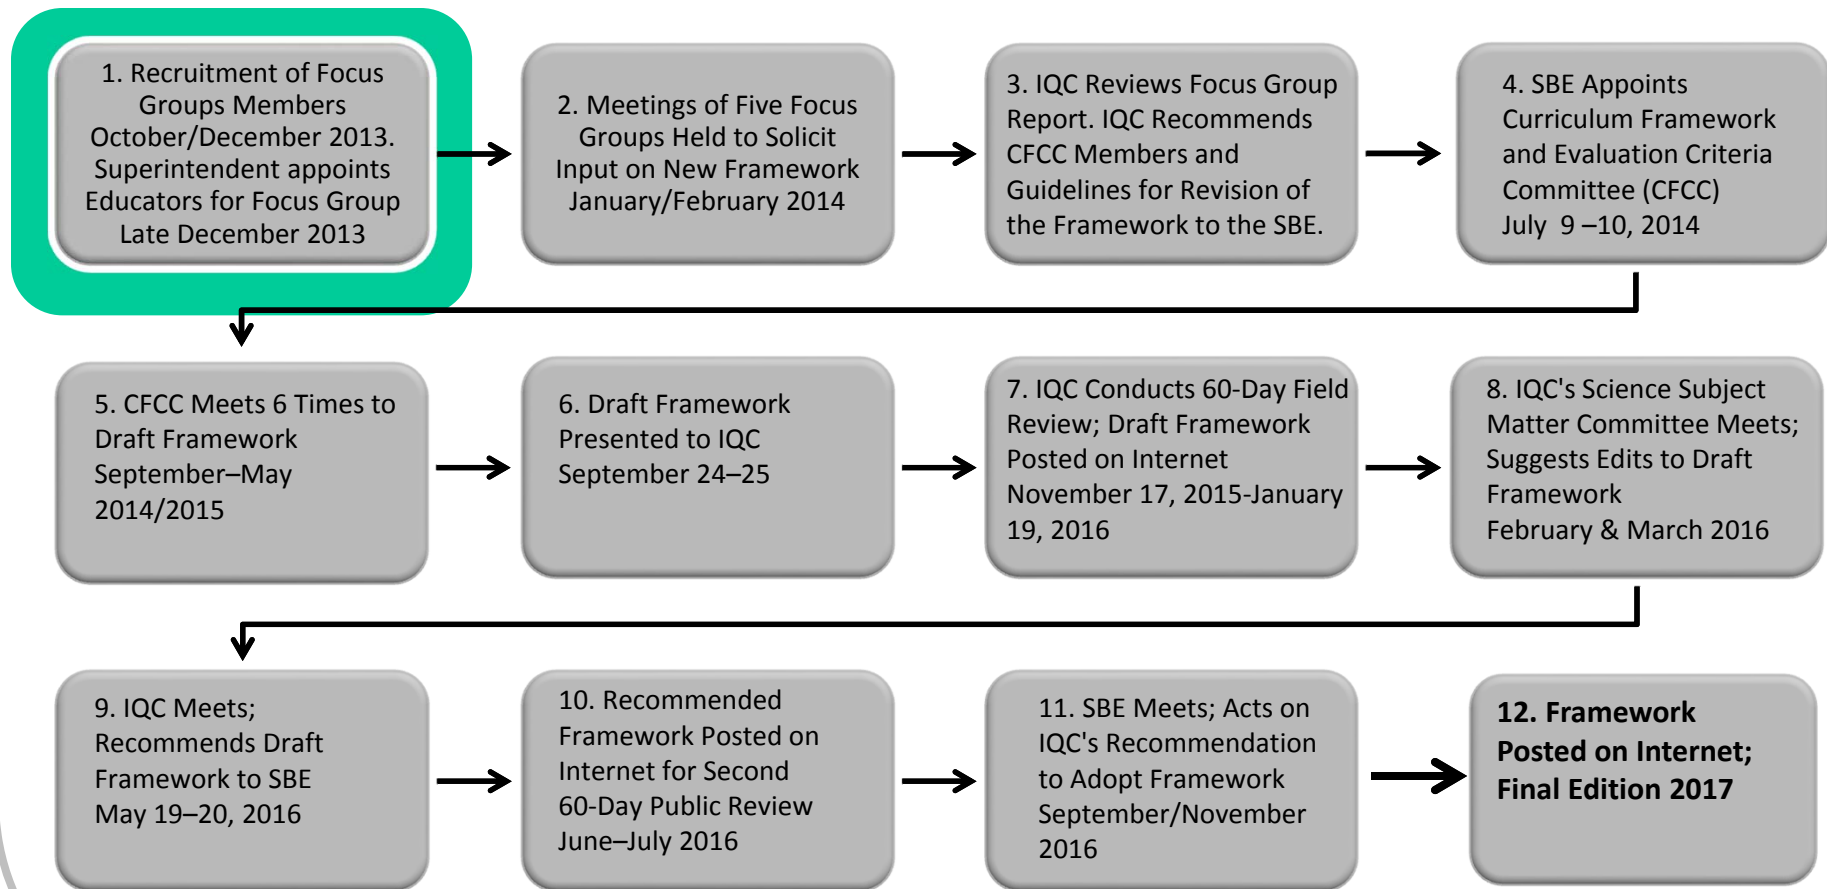 1. Recruitment of Focus
Groups Members
October/December 2013.
Superintendent appoints
Educators for Focus Group
Late December 2013
2. Meetings of Five Focus
Groups Held to Solicit
Input on New Framework
January/February 2014
3. IQC Reviews Focus Group
Report. IQC Recommends
CFCC Members and
Guidelines for Revision of
the Framework to the SBE.
4. SBE Appoints
Curriculum Framework
and Evaluation Criteria
Committee (CFCC)
July  9 –10, 2014
5. CFCC Meets 6 Times to
Draft Framework
September–May
2014/2015
6. Draft Framework
Presented to IQC
September 24–25
7. IQC Conducts 60-Day Field
Review; Draft Framework
Posted on Internet
November 17, 2015-January
19, 2016
8. IQC's Science Subject
Matter Committee Meets;
Suggests Edits to Draft
Framework
February & March 2016
9. IQC Meets;
Recommends Draft
Framework to SBE
May 19–20, 2016
10. Recommended
Framework Posted on
Internet for Second
60-Day Public Review
June–July 2016
11. SBE Meets; Acts on
IQC's Recommendation
to Adopt Framework
September/November
2016
12. Framework
Posted on Internet;
Final Edition 2017